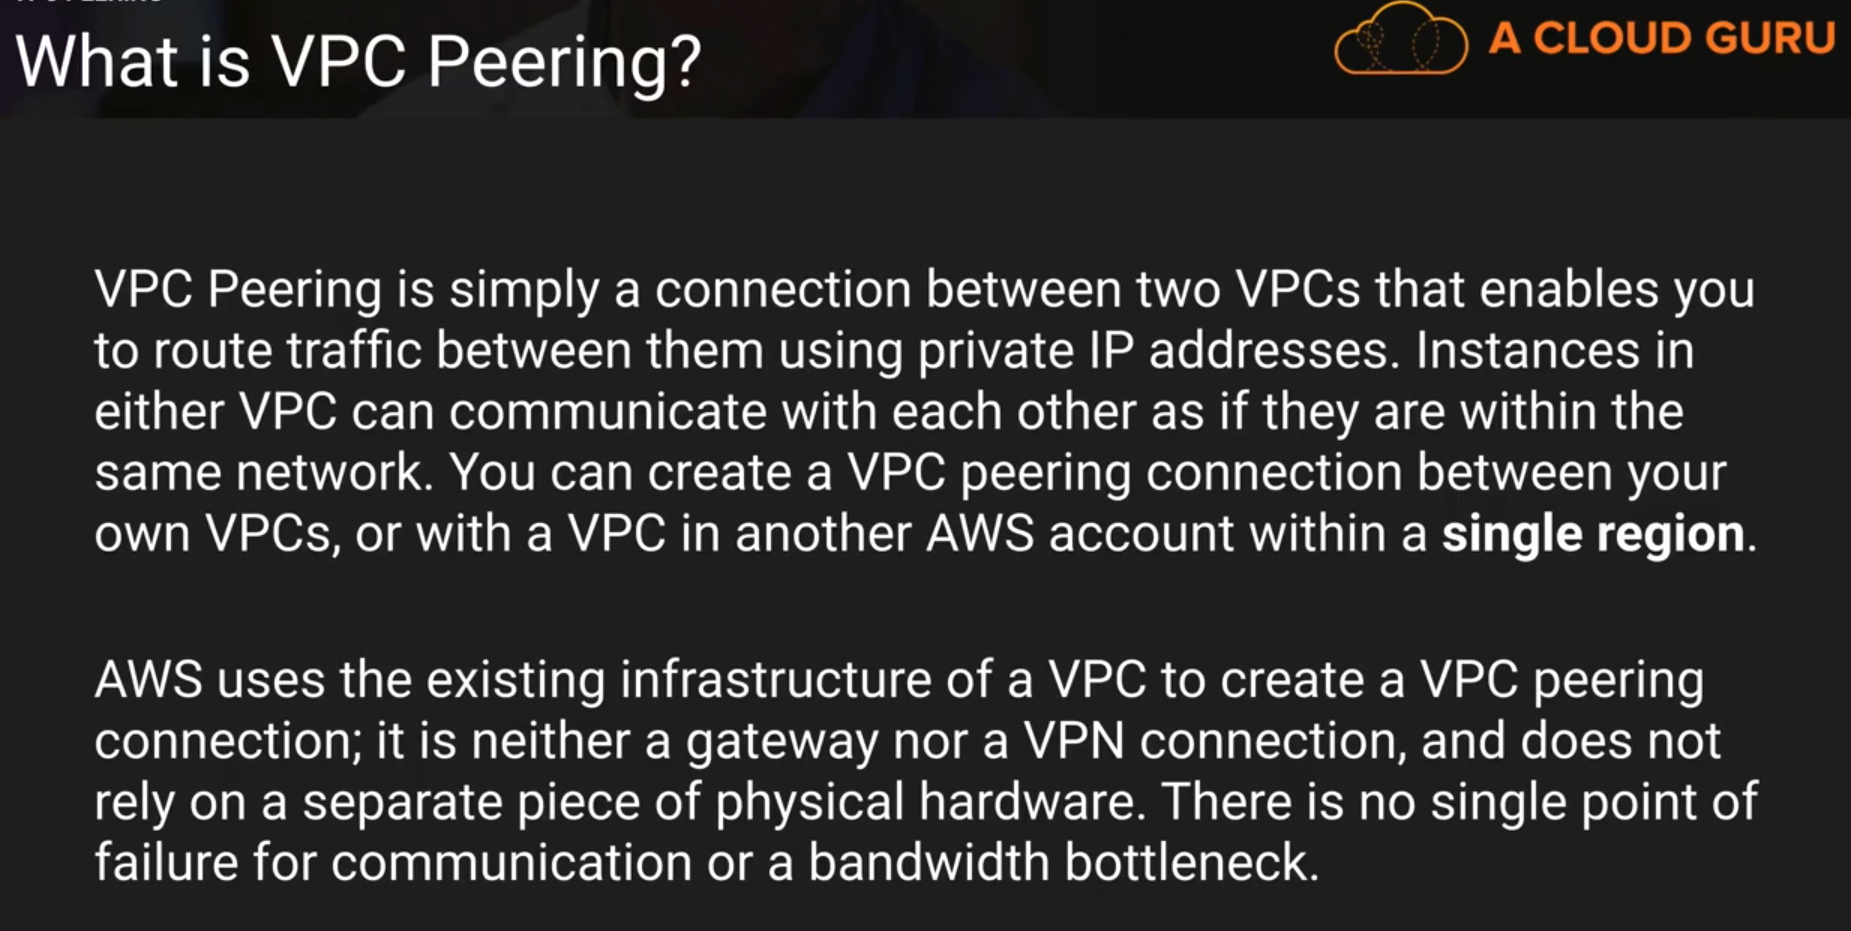 What is VPC Peering?
A CLOUD GURU
VPC Peering is simply a connection between two VPCs that enables you
to route traffic between them using private IP addresses. Instances in
either VPC can communicate with each other as if they are within the
same network. You can create a VPC peering connection between your
own VPCs, or with a VPC in another AWS account within a single region.
AWS uses the existing infrastructure of a VPC to create a VPC peering
connection; it is neither a gateway nor a VPN connection, and does not
rely on a separate piece of physical hardware. There is no single point of
failure for communication or a bandwidth bottleneck.